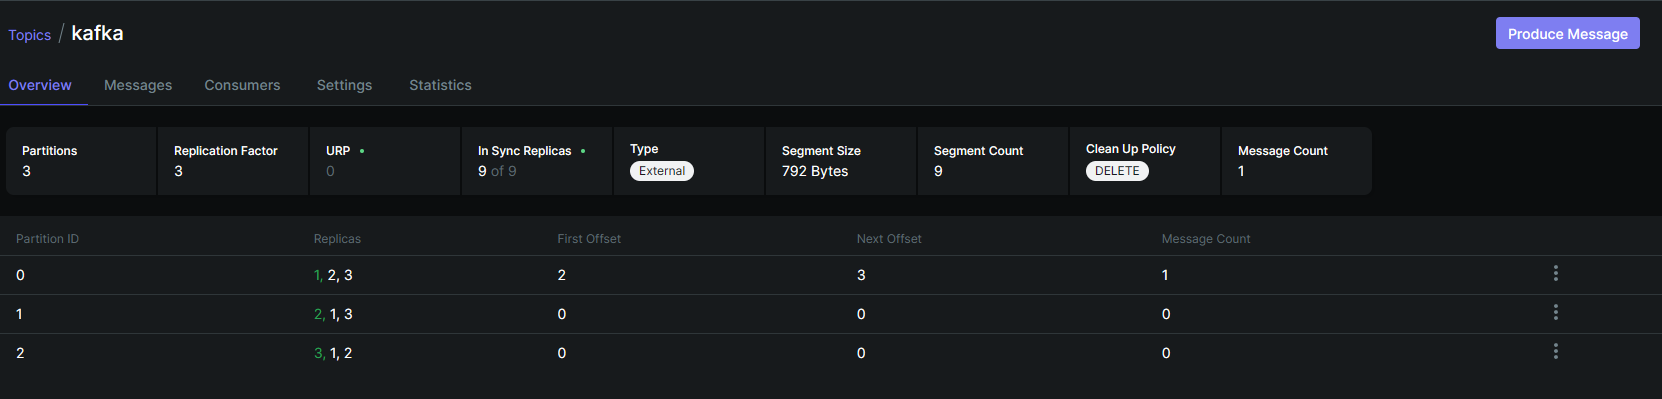 Topics / kafka
Produce Message
Overview Messages Consumers Settings Statistics
Partitions Replication Factor URP In Sync Replicas Type Segment Size Segment Count Clean Up Policy Message Count
3 3 0 9 of 9 External 792 Bytes 9 DELETE 1
Partition ID Replicas First Offset Next Offset Message Count
0 1, 2, 3 2 3 1
1 2, 1, 3 0 0 0
2 3, 1, 2 0 0 0